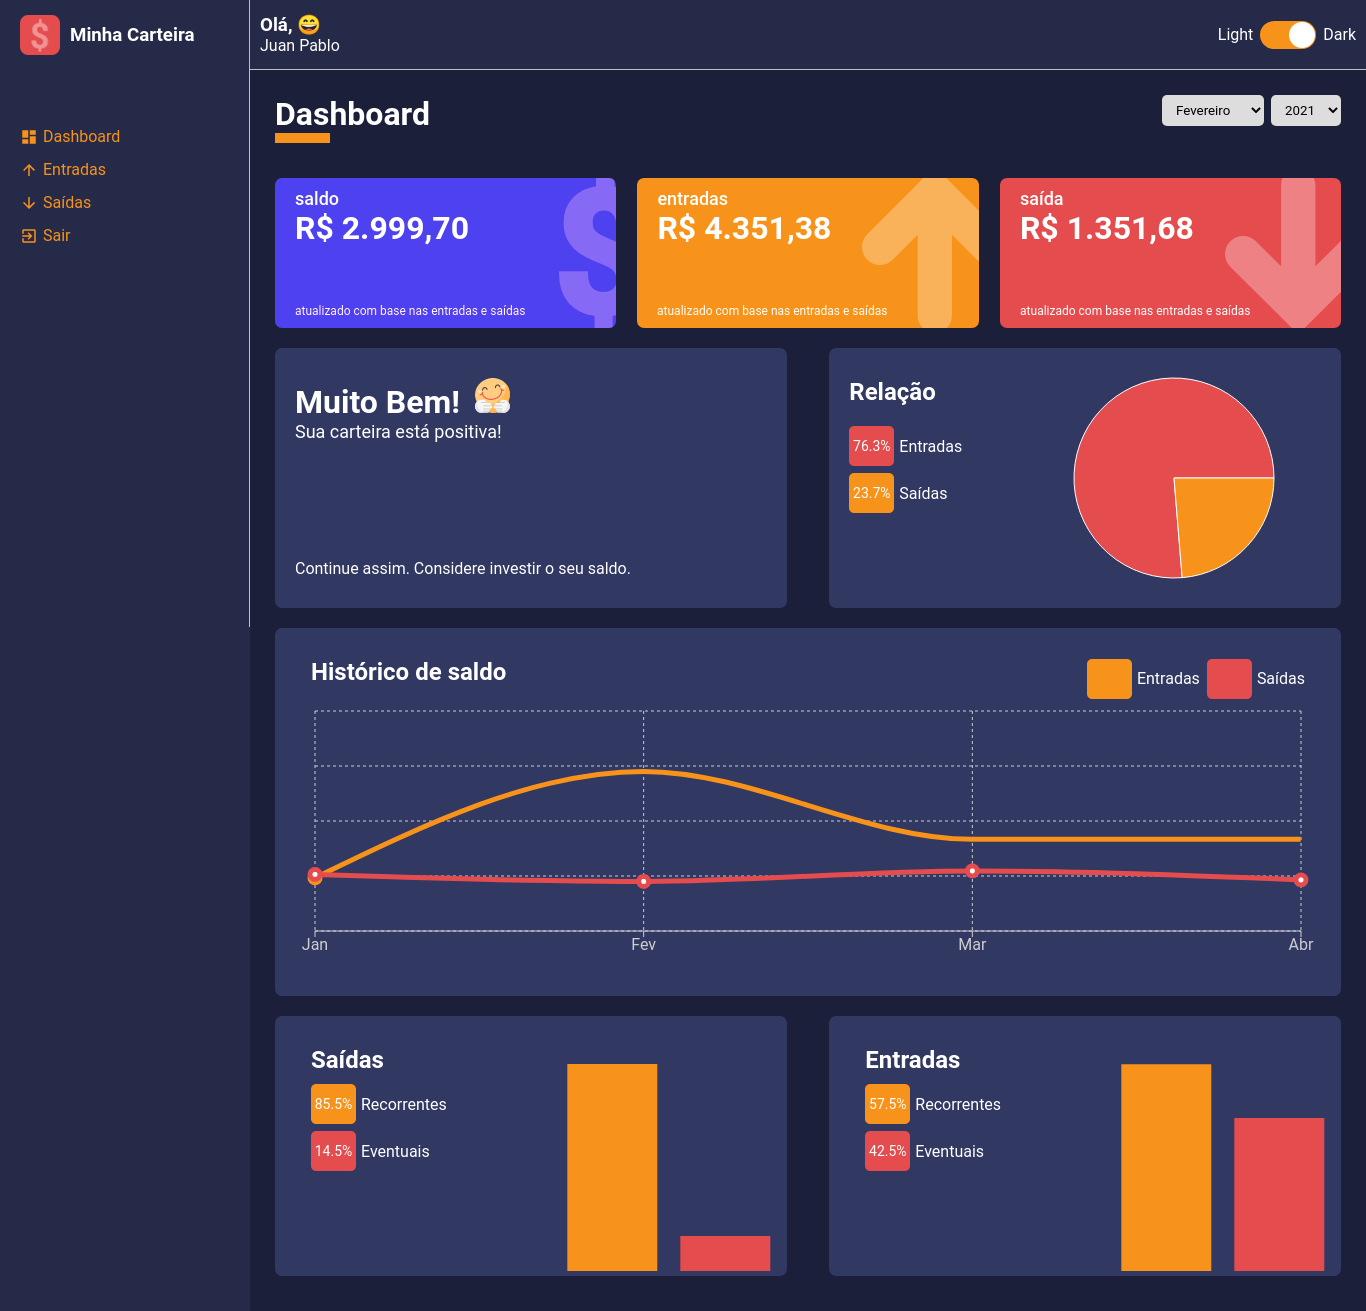 Minha Carteira
Olá, 😄
Juan Pablo
Light Dark
Dashboard
Entradas
Saídas
Sair
Dashboard
Fevereiro 2021
saldo
R$ 2.999,70
atualizado com base nas entradas e saídas
entradas
R$ 4.351,38
atualizado com base nas entradas e saídas
saída
R$ 1.351,68
atualizado com base nas entradas e saídas
Muito Bem!
Sua carteira está positiva!
Continue assim. Considere investir o seu saldo.
Relação
76.3% Entradas
23.7% Saídas
Histórico de saldo
Entradas Saídas
Jan Fev Mar Abr
Saídas
85.5% Recorrentes
14.5% Eventuais
Entradas
57.5% Recorrentes
42.5% Eventuais